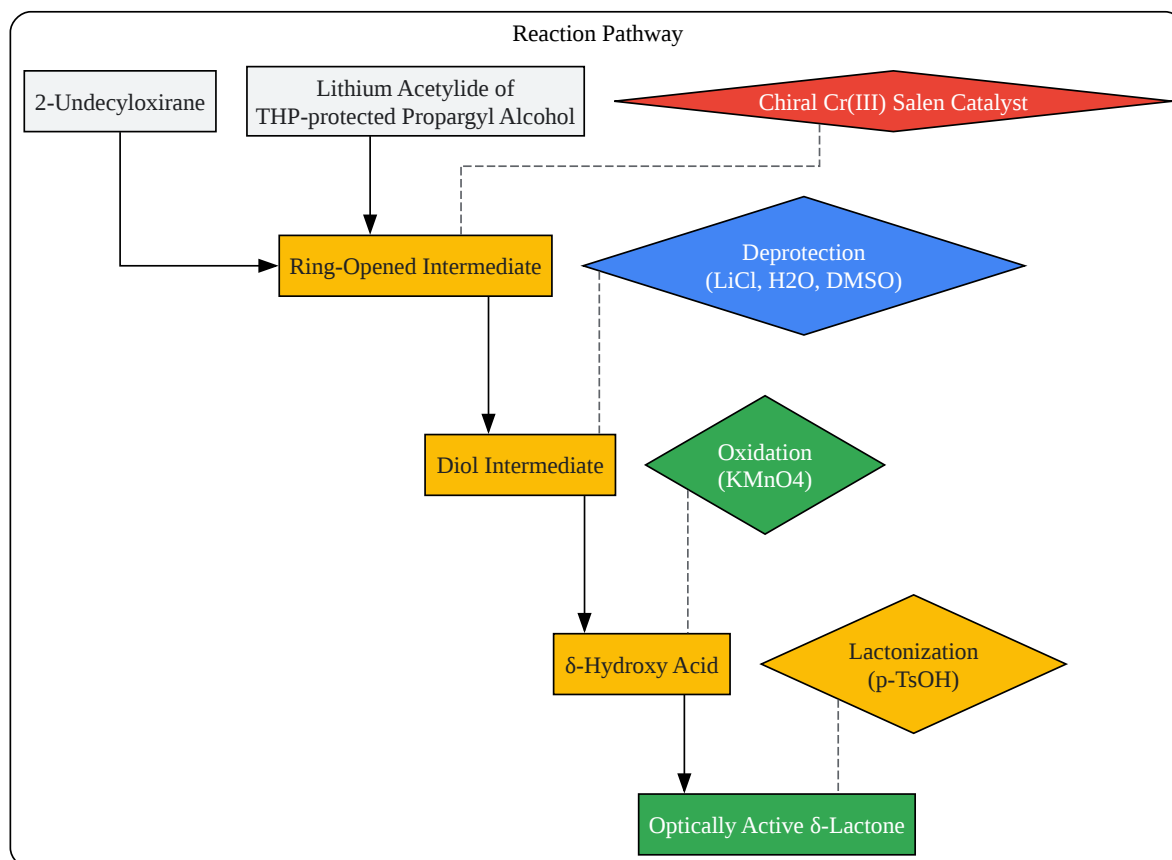 Reaction Pathway
2-Undecyloxirane
Lithium Acetylide of
THP-protected Propargyl Alcohol
Chiral Cr(III) Salen Catalyst
Ring-Opened Intermediate
Deprotection
(LiCl, H2O, DMSO)
Diol Intermediate
Oxidation
(KMnO4)
δ-Hydroxy Acid
Lactonization
(p-TsOH)
Optically Active δ-Lactone